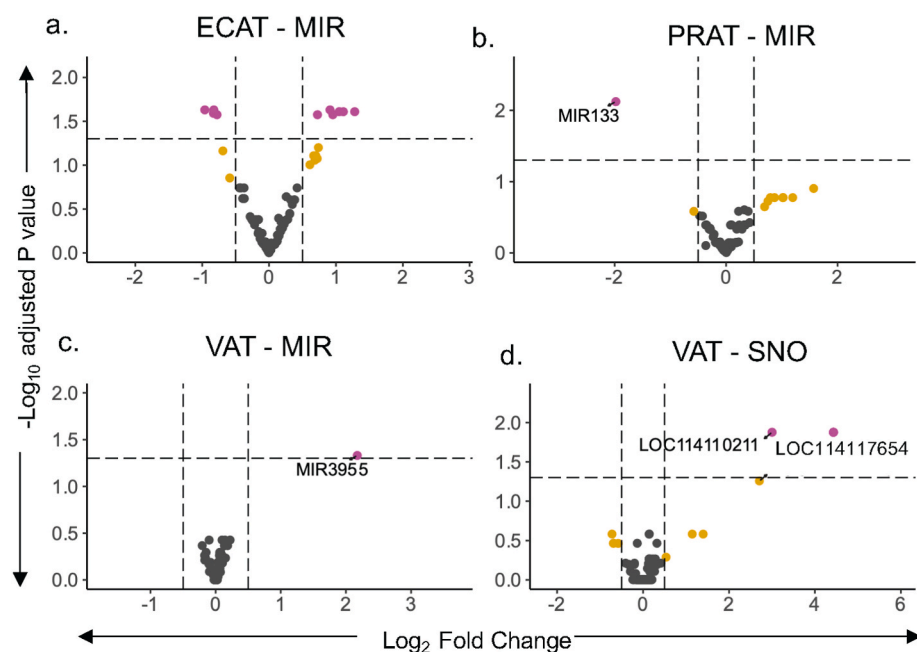 a.
ECAT - MIR
2.0
1.5
1.0
0.5
0.0
-2
-1
0
1
2
3
b.
PRAT - MIR
MIR133
2
1
0
-2
0
2
-Log10 adjusted P value
c.
VAT - MIR
MIR3955
2.0
1.5
1.0
0.5
0.0
-1
0
1
2
3
d.
VAT - SNO
LOC114110211
LOC114117654
2.0
1.5
1.0
0.5
0.0
-2
0
2
4
6
Log2 Fold Change